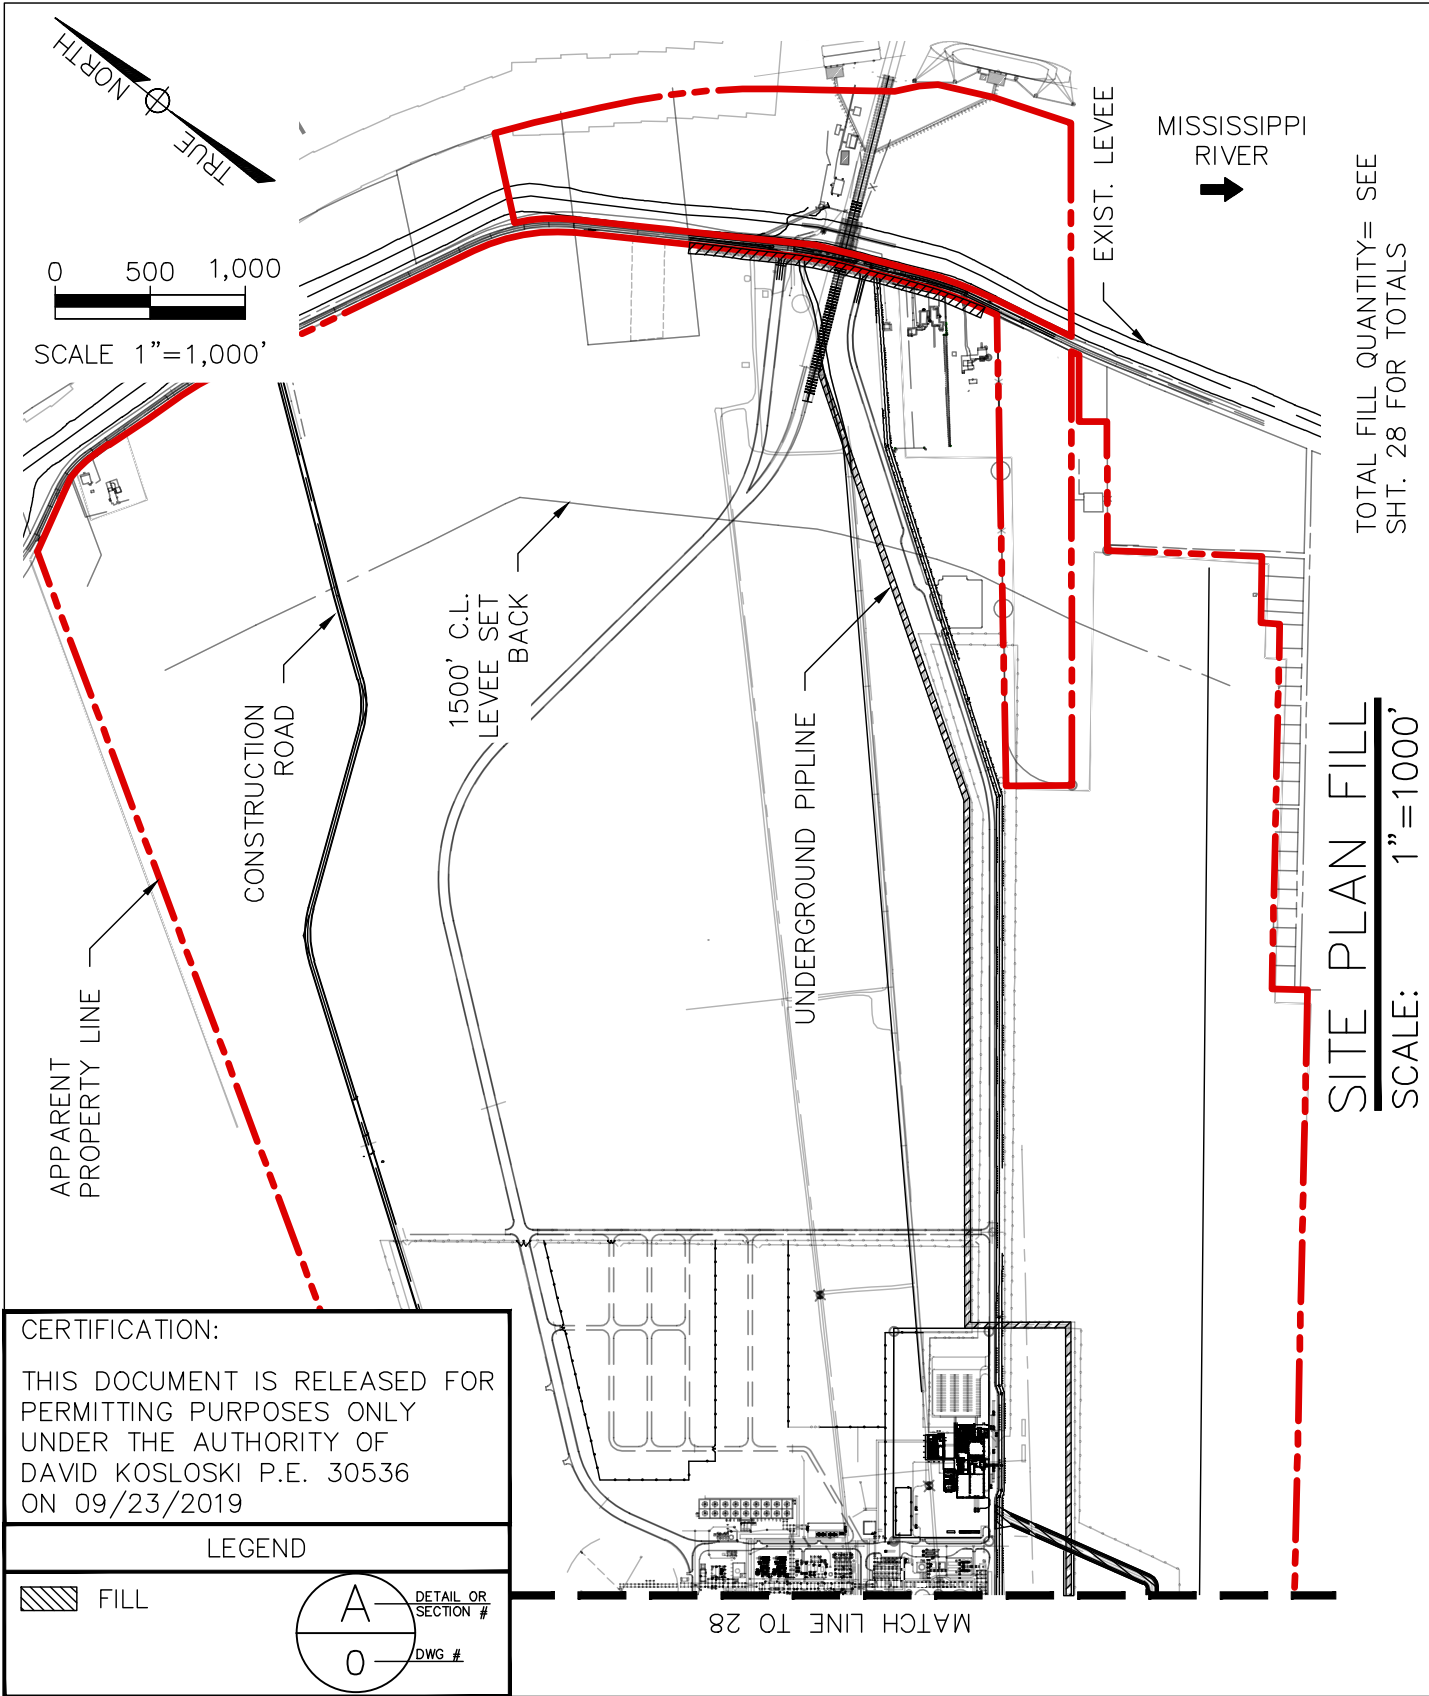 NORTH
TRUE
0 500 1,000
SCALE 1"=1,000'
MISSISSIPPI
RIVER
EXIST. LEVEE
TOTAL FILL QUANTITY= SEE
SHT. 28 FOR TOTALS
1500' C.L.
LEVEE SET
BACK
CONSTRUCTION
ROAD
UNDERGROUND PIPLINE
APPARENT
PROPERTY LINE
SITE PLAN FILL
SCALE: 1"=1000'
CERTIFICATION:
THIS DOCUMENT IS RELEASED FOR
PERMITTING PURPOSES ONLY
UNDER THE AUTHORITY OF
DAVID KOSLOSKI P.E. 30536
ON 09/23/2019
LEGEND
FILL
A
DETAIL OR
SECTION #
0
DWG #
MATCH LINE TO 28